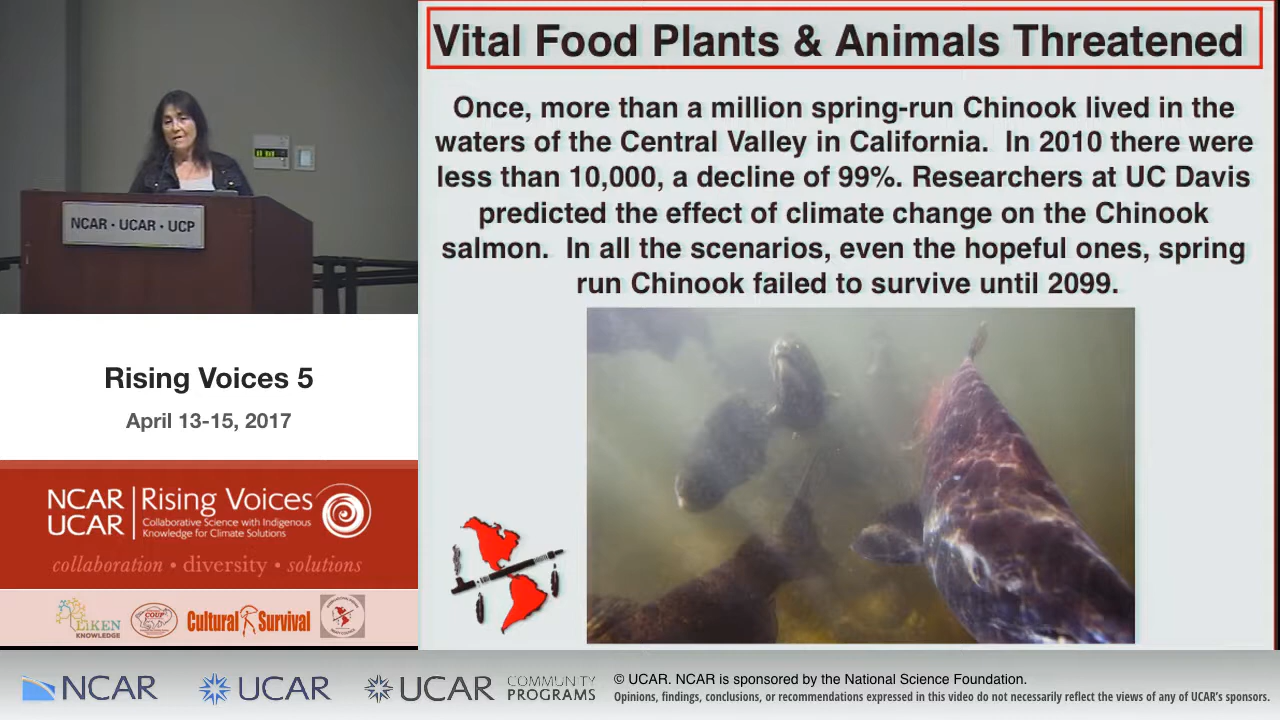 NCAR • UCAR • UCP
Rising Voices 5
April 13-15, 2017
NCAR
UCAR
Rising Voices
Collaborative Science with Indigenous
Knowledge for Climate Solutions
collaboration • diversity • solutions
LiKEN
KNOWLEDGE
COUP
Cultural Survival
Vital Food Plants & Animals Threatened
Once, more than a million spring-run Chinook lived in the
waters of the Central Valley in California.  In 2010 there were
less than 10,000, a decline of 99%. Researchers at UC Davis
predicted the effect of climate change on the Chinook
salmon.  In all the scenarios, even the hopeful ones, spring
run Chinook failed to survive until 2099.
NCAR
UCAR
UCAR
COMMUNITY
PROGRAMS
© UCAR. NCAR is sponsored by the National Science Foundation.
Opinions, findings, conclusions, or recommendations expressed in this video do not necessarily reflect the views of any of UCAR's sponsors.